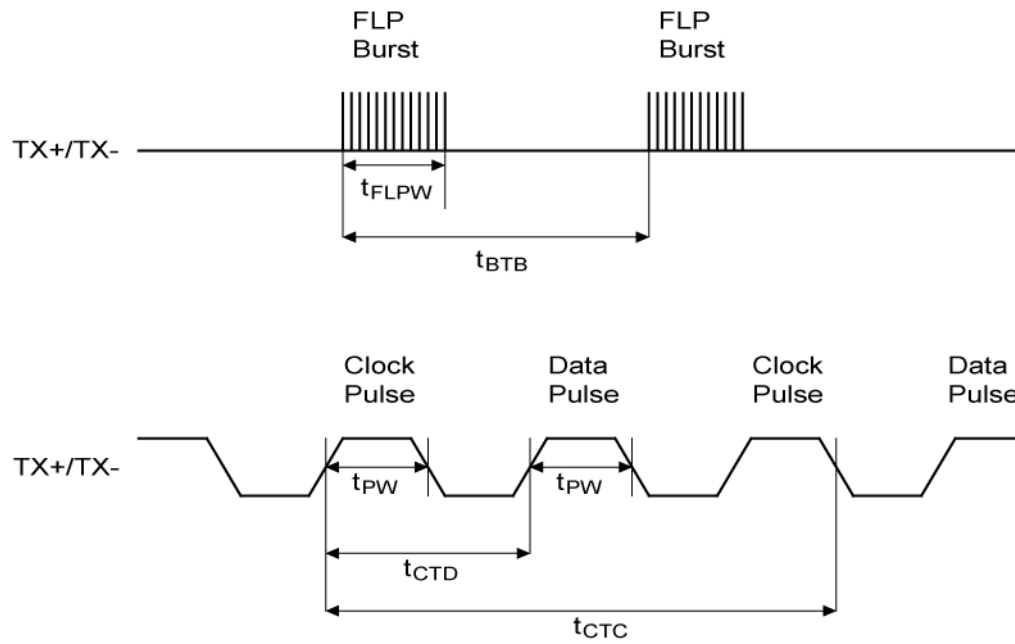 FLP
Burst
FLP
Burst
TX+/TX-
tFLPW
tBTB
Clock
Pulse
Data
Pulse
Clock
Pulse
Data
Pulse
TX+/TX-
tPW
tPW
tCTD
tCTC